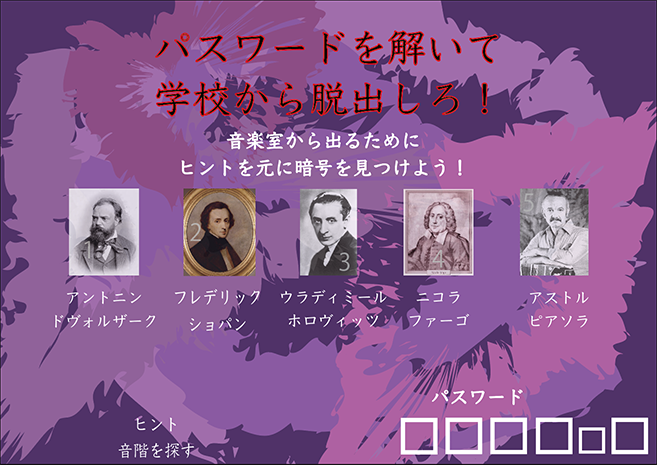 パスワードを解いて
学校から脱出しろ！
音楽室から出るために
ヒントを元に暗号を見つけよう！
1
2
3
4
5
アントニン
ドヴォルザーク
フレデリック
ショパン
ウラディミール
ホロヴィッツ
ニコラ
ファーゴ
アストル
ピアソラ
パスワード
ヒント
音階を探す